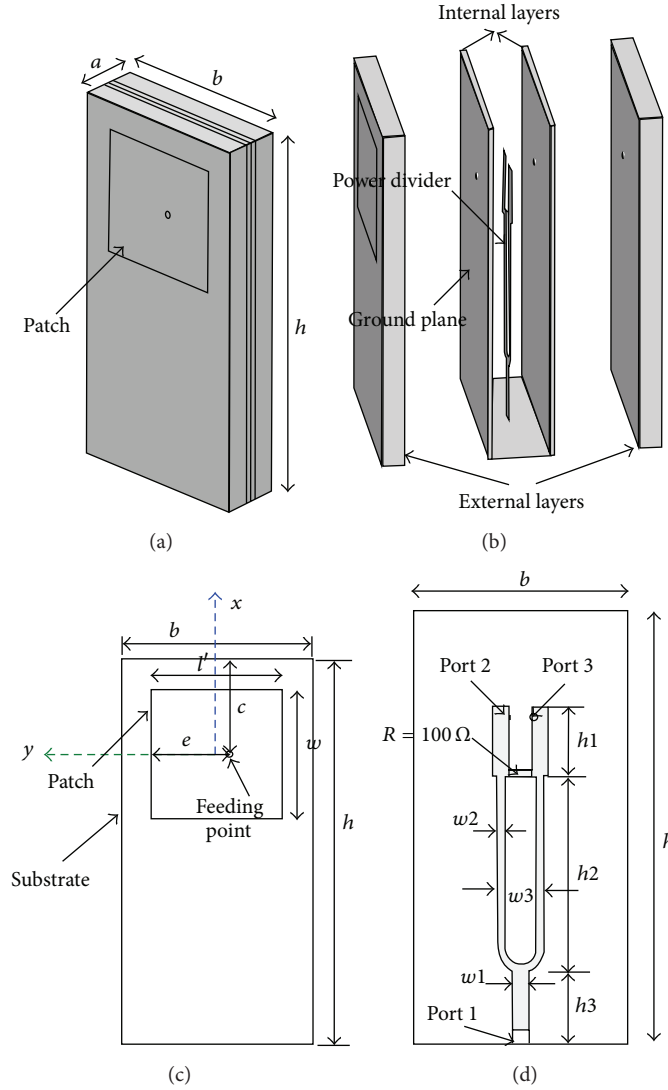 a
b
Patch
h
(a)
Internal layers
Power divider
Ground plane
External layers
(b)
x
b
l′
c
w
y
e
Patch
Feeding
point
h
Substrate
(c)
b
Port 2
Port 3
R = 100 Ω
h1
h
w2
w3
h2
w1
h3
Port 1
(d)